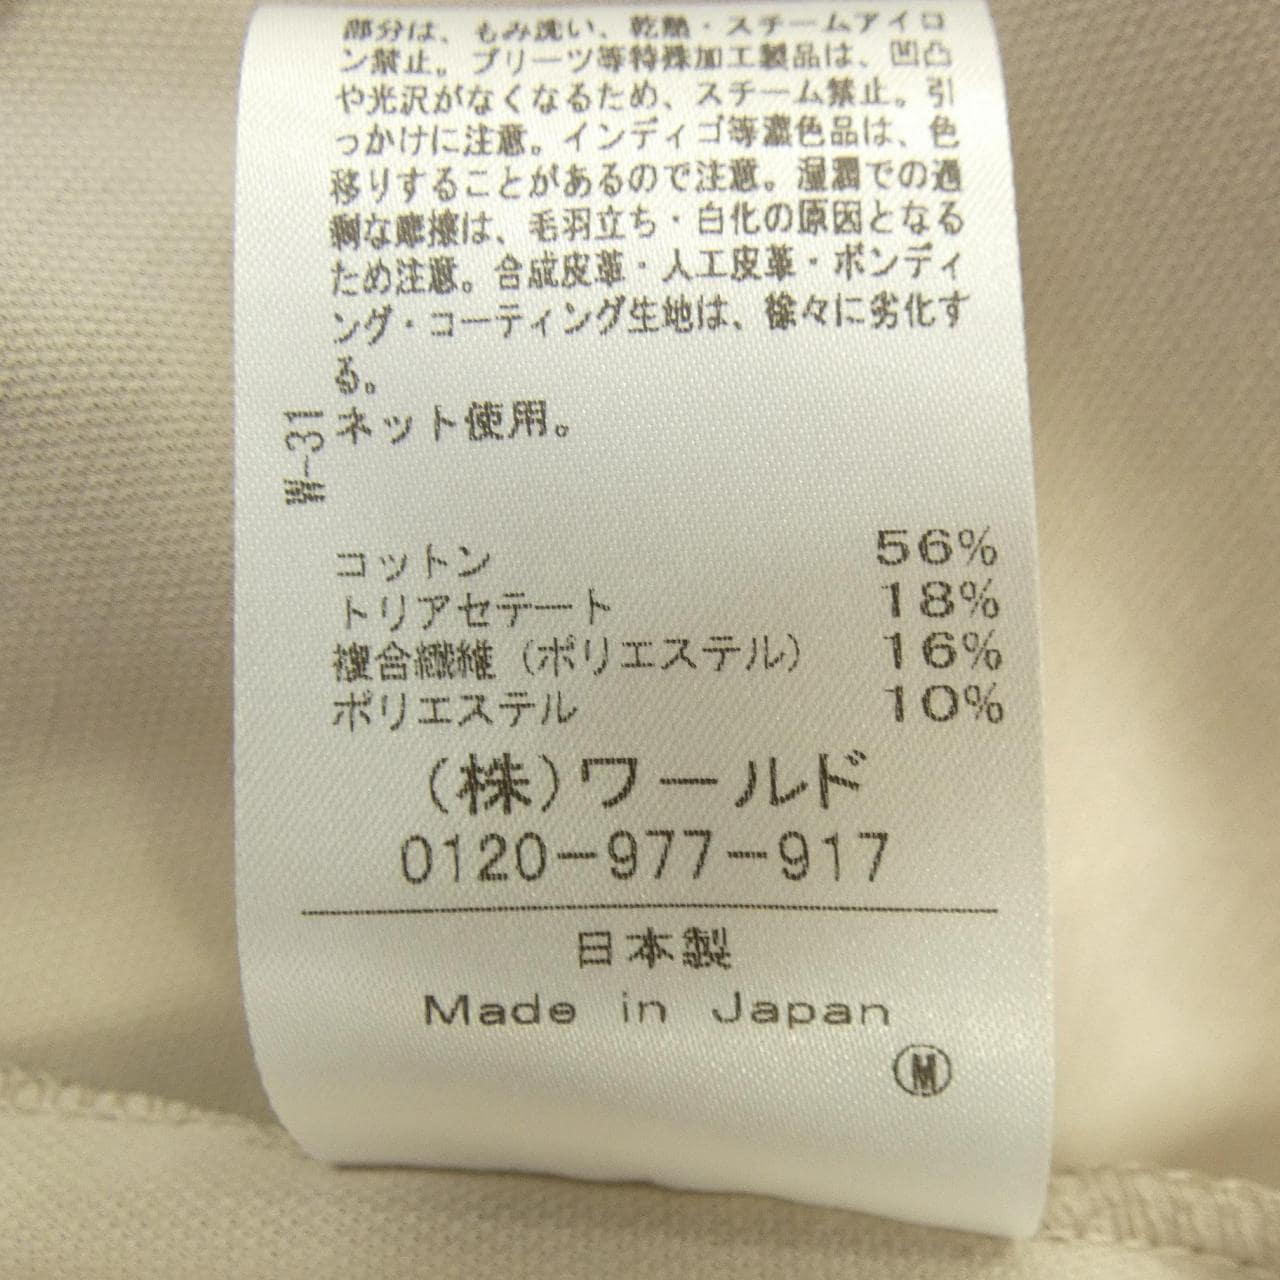 部分は、もみ洗い、乾熱・スチームアイロ
ン禁止。プリーツ等特殊加工製品は、凹凸
や光沢がなくなるため、スチーム禁止。引
っかけに注意。インディゴ等濃色品は、色
移りすることがあるので注意。湿潤での過
剰な摩擦は、毛羽立ち・白化の原因となる
ため注意。合成皮革・人工皮革・ボンディ
ング・コーティング生地は、徐々に劣化す
る。
ネット使用。
W-31
コットン 56%
トリアセテート 18%
複合繊維（ポリエステル） 16%
ポリエステル 10%
（株）ワールド
0120-977-917
日本製
Made in Japan
Ⓜ